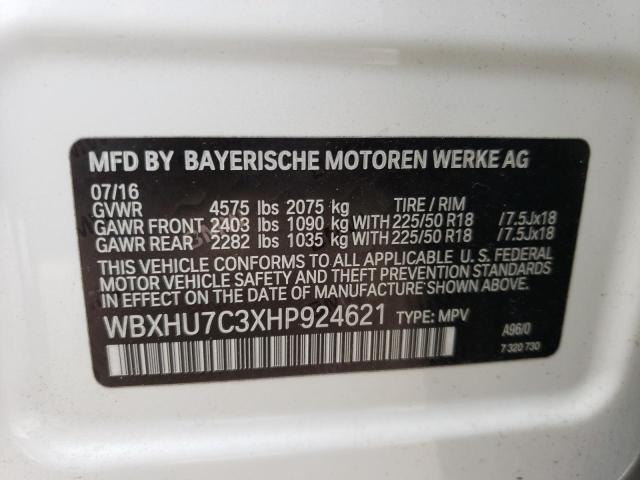 MFD BY BAYERISCHE MOTOREN WERKE AG
07/16
GVWR 4575 lbs 2075 kg TIRE / RIM
GAWR FRONT 2403 lbs 1090 kg WITH 225/50 R18 /7.5Jx18
GAWR REAR 2282 lbs 1035 kg WITH 225/50 R18 /7.5Jx18
THIS VEHICLE CONFORMS TO ALL APPLICABLE U. S. FEDERAL
MOTOR VEHICLE SAFETY AND THEFT PREVENTION STANDARDS
IN EFFECT ON THE DATE OF MANUFACTURE SHOWN ABOVE.
WBXHU7C3XHP924621 TYPE: MPV
A96/0
7 320 730